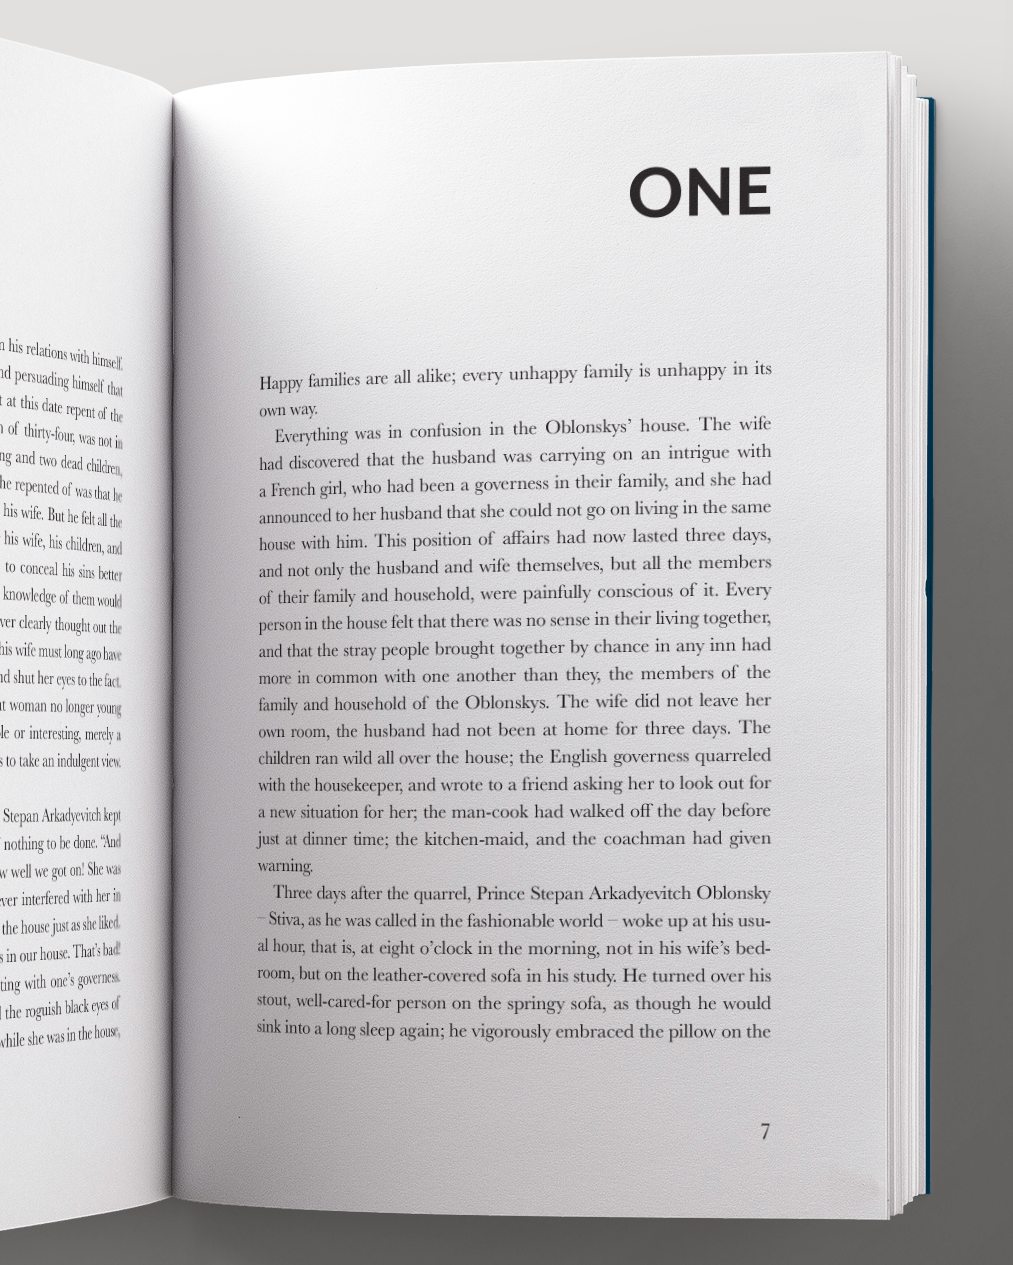 his relations with himself.
persuading himself that
at this date repent of the
of thirty-four, was not in
and two dead children,
he repented of was that he
his wife. But he felt all the
his wife, his children, and
to conceal his sins better
knowledge of them would
clearly thought out the
his wife must long ago have
shut her eyes to the fact.
woman no longer young
or interesting, merely a
to take an indulgent view.
Stepan Arkadyevitch kept
nothing to be done. “And
well we got on! She was
interfered with her in
the house just as she liked.
in our house. That’s bad!
with one’s governess.
the roguish black eyes of
while she was in the house,
ONE
Happy families are all alike; every unhappy family is unhappy in its
own way.
Everything was in confusion in the Oblonskys’ house. The wife
had discovered that the husband was carrying on an intrigue with
a French girl, who had been a governess in their family, and she had
announced to her husband that she could not go on living in the same
house with him. This position of affairs had now lasted three days,
and not only the husband and wife themselves, but all the members
of their family and household, were painfully conscious of it. Every
person in the house felt that there was no sense in their living together,
and that the stray people brought together by chance in any inn had
more in common with one another than they, the members of the
family and household of the Oblonskys. The wife did not leave her
own room, the husband had not been at home for three days. The
children ran wild all over the house; the English governess quarreled
with the housekeeper, and wrote to a friend asking her to look out for
a new situation for her; the man-cook had walked off the day before
just at dinner time; the kitchen-maid, and the coachman had given
warning.
Three days after the quarrel, Prince Stepan Arkadyevitch Oblonsky
– Stiva, as he was called in the fashionable world – woke up at his usu-
al hour, that is, at eight o’clock in the morning, not in his wife’s bed-
room, but on the leather-covered sofa in his study. He turned over his
stout, well-cared-for person on the springy sofa, as though he would
sink into a long sleep again; he vigorously embraced the pillow on the
7